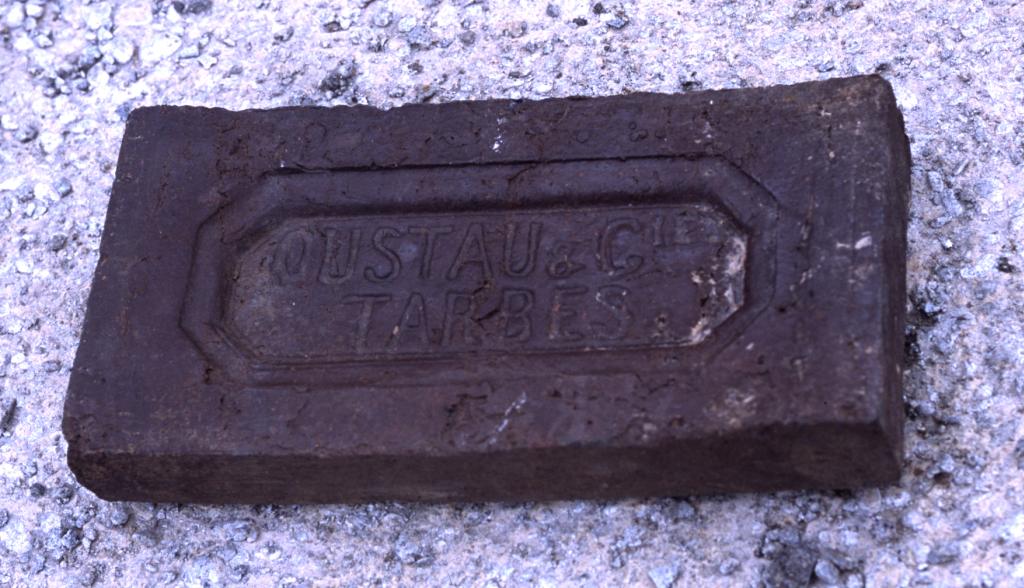 OUSTAU & CIE
TARBES